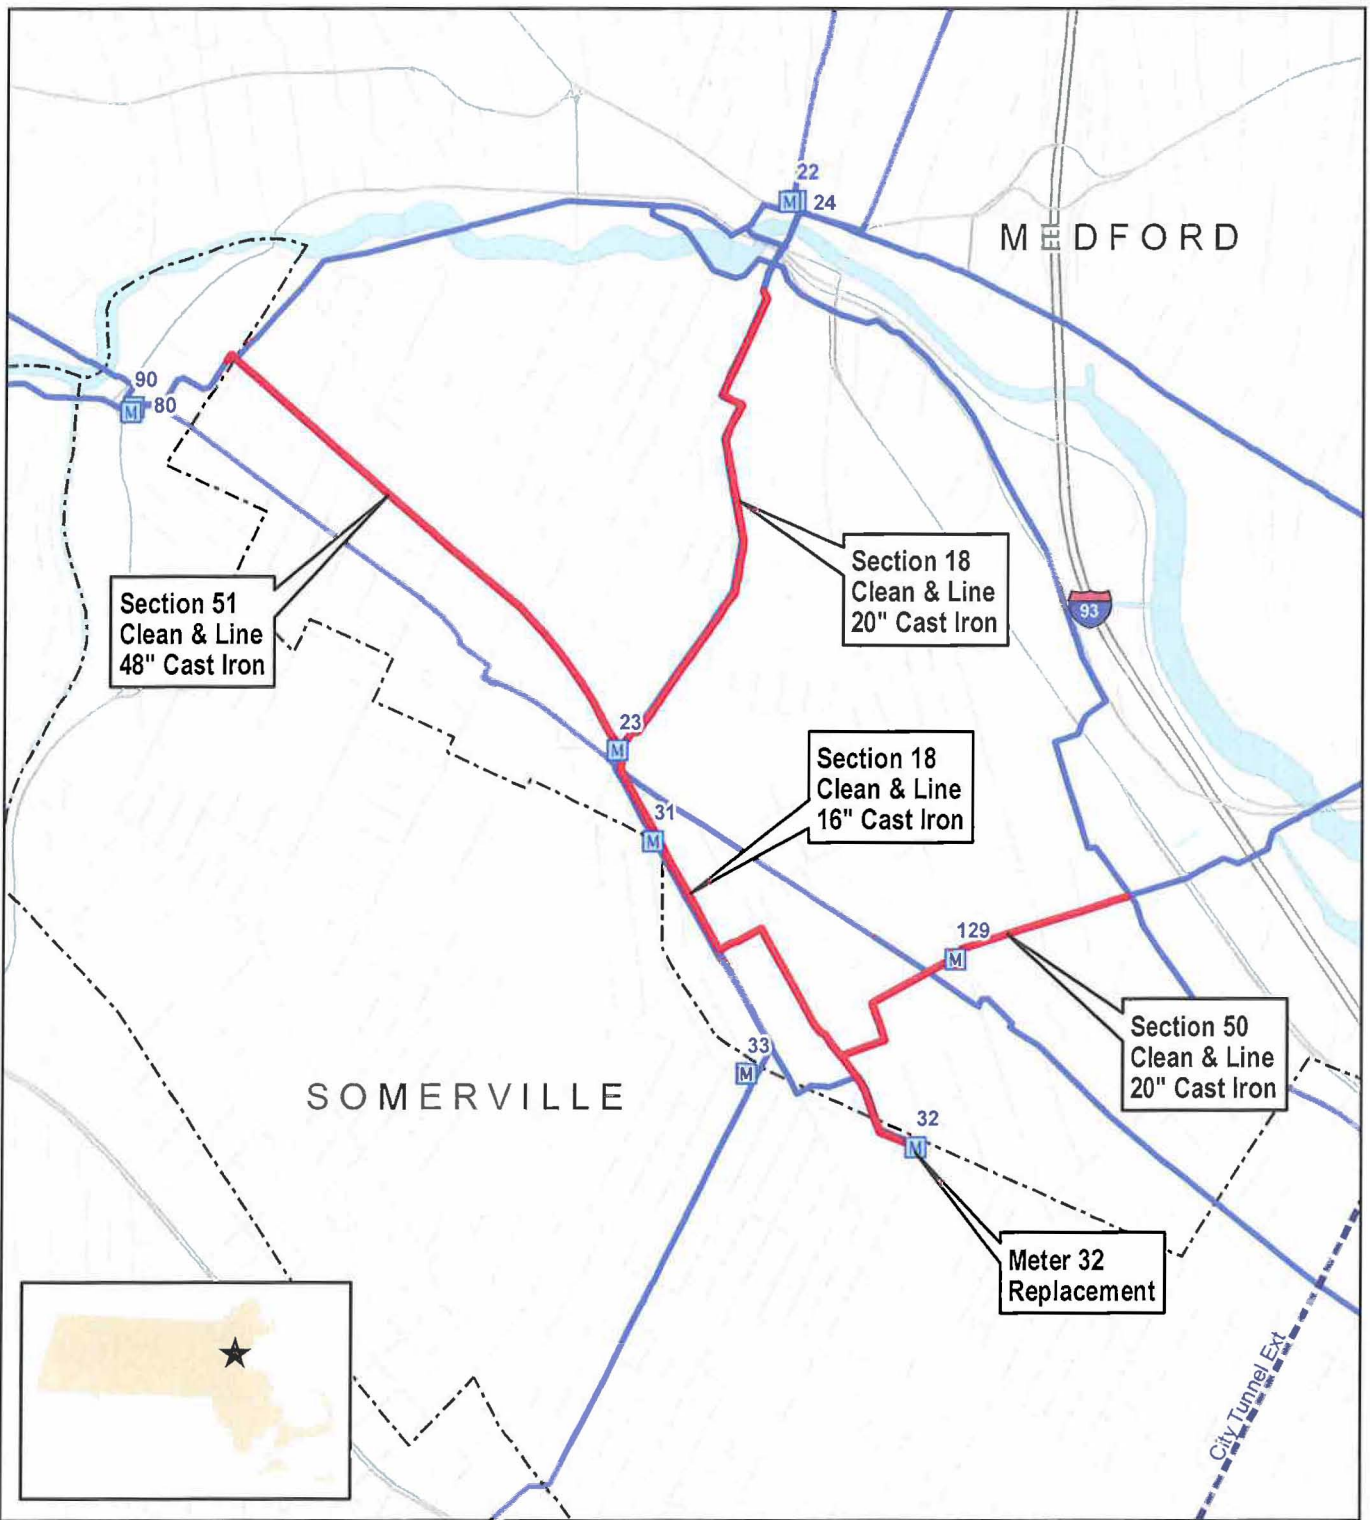 22
M
24
MEDFORD
90
M
80
Section 18
Clean & Line
20" Cast Iron
93
Section 51
Clean & Line
48" Cast Iron
23
M
Section 18
Clean & Line
16" Cast Iron
31
M
129
M
Section 50
Clean & Line
20" Cast Iron
33
M
SOMERVILLE
32
M
Meter 32
Replacement
City Tunnel Ext